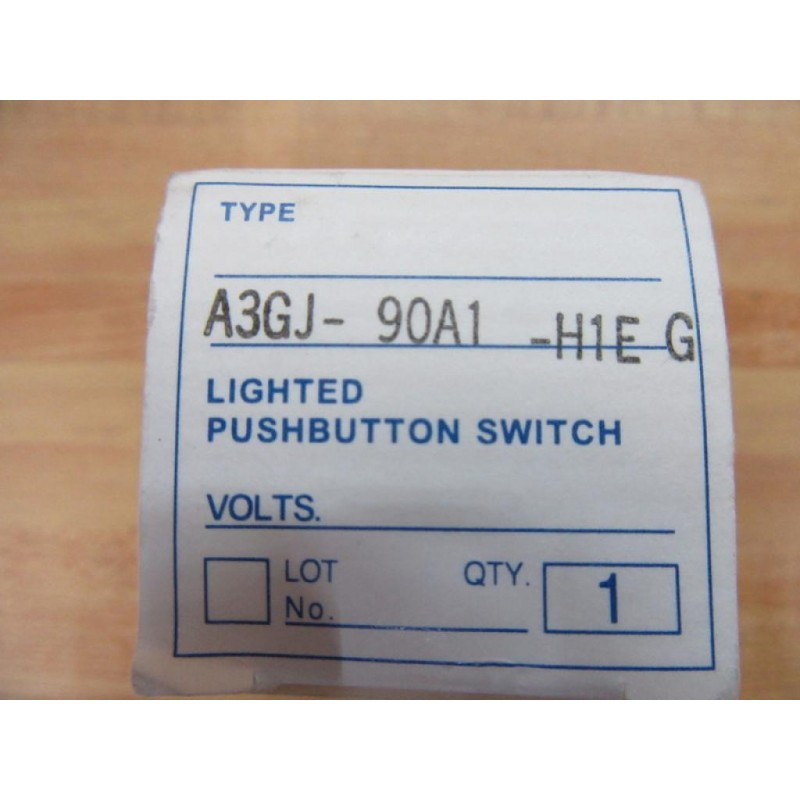 TYPE
A3GJ- 90A1 -H1E G
LIGHTED
PUSHBUTTON SWITCH
VOLTS.
LOT QTY. 1
No.